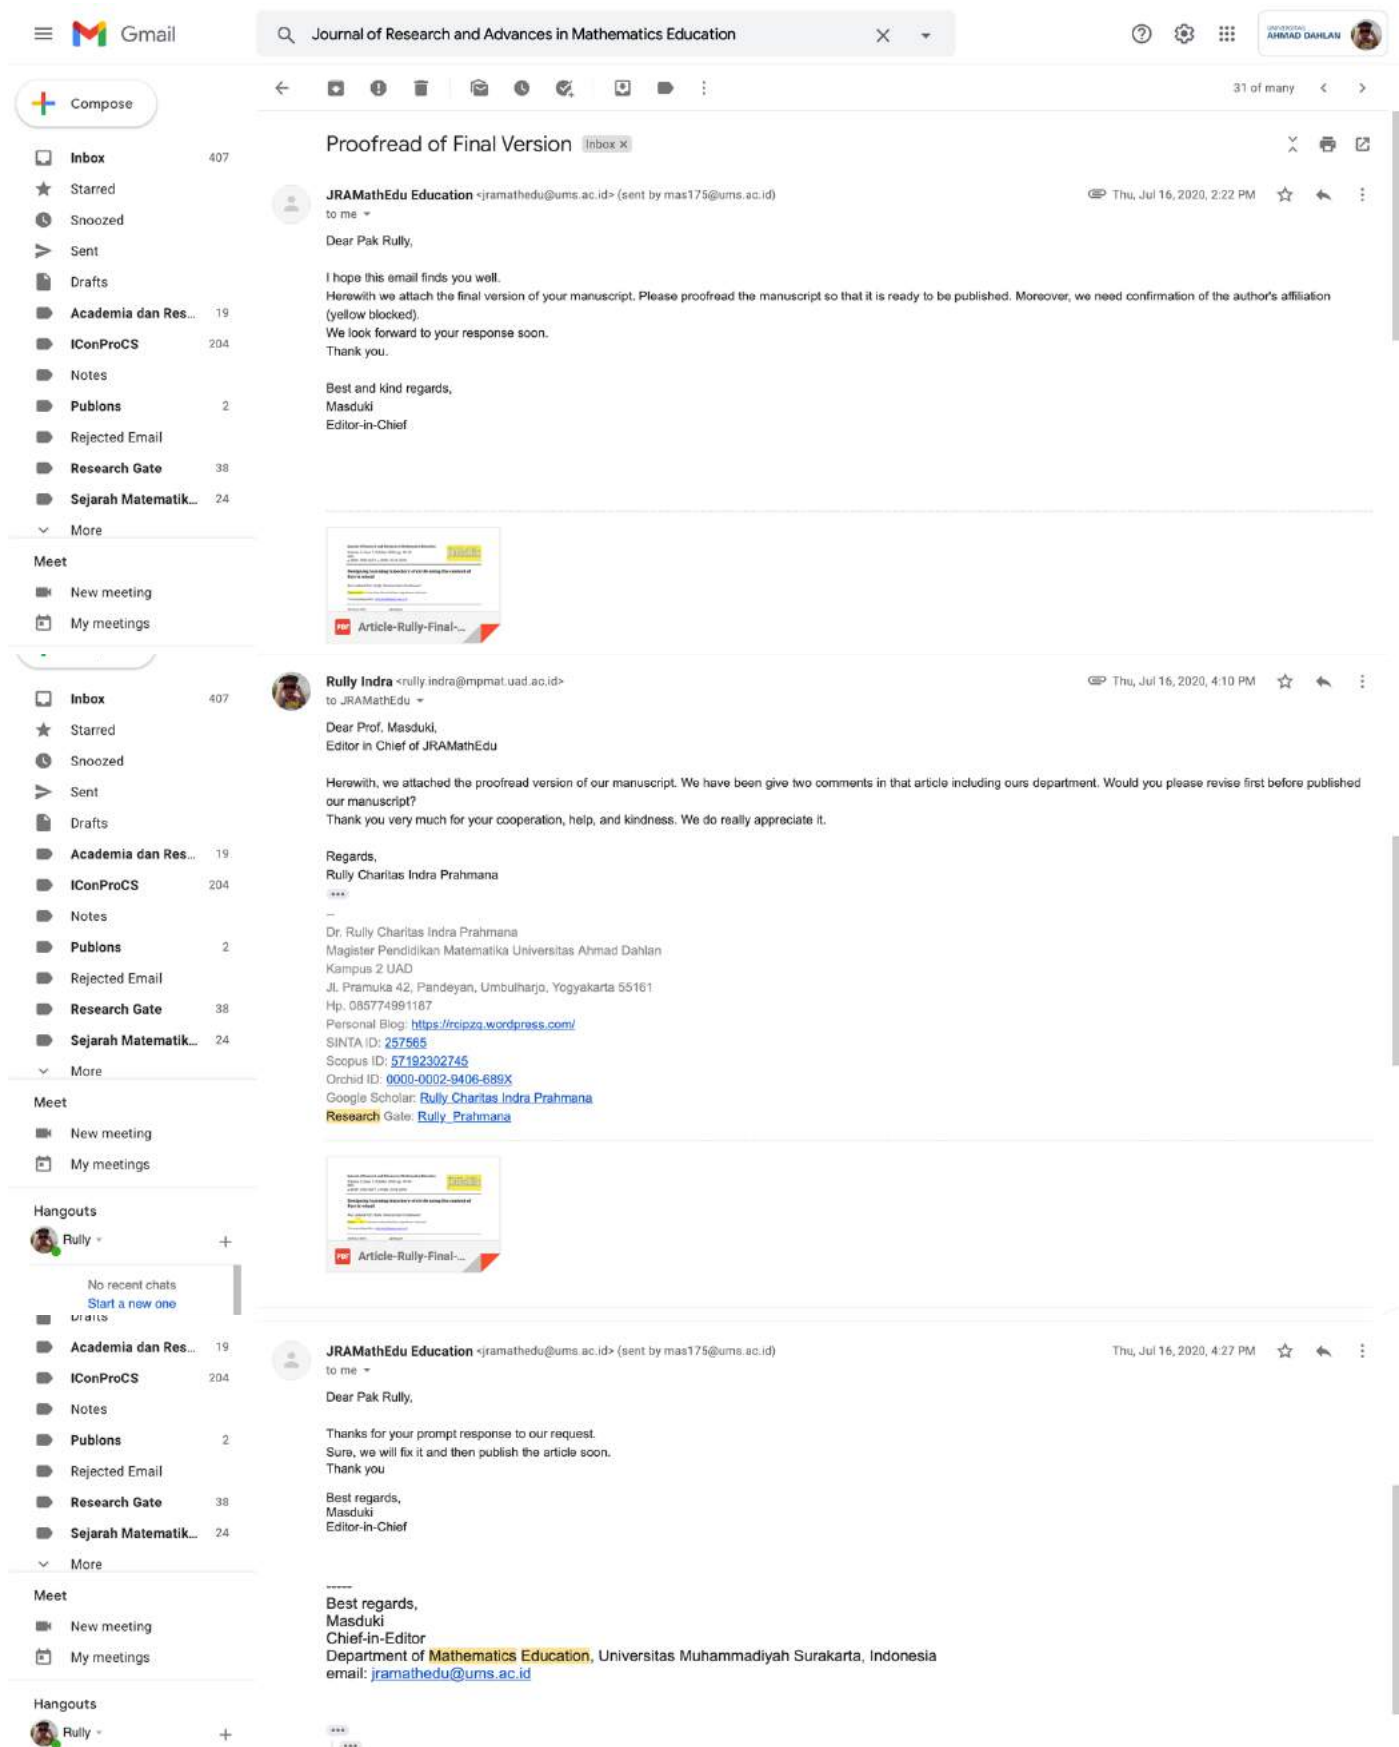 Gmail
Journal of Research and Advances in Mathematics Education
UNIVERSITAS
AHMAD DAHLAN
Compose
31 of many
Proofread of Final Version Inbox x
Inbox 407
Starred
Snoozed
Sent
Drafts
Academia dan Res... 19
IConProCS 204
Notes
Publons 2
Rejected Email
Research Gate 38
Sejarah Matematik... 24
More
Meet
New meeting
My meetings
JRAMathEdu Education <jramathedu@ums.ac.id> (sent by mas175@ums.ac.id)
Thu, Jul 16, 2020, 2:22 PM
to me
Dear Pak Rully,
I hope this email finds you well.
Herewith we attach the final version of your manuscript. Please proofread the manuscript so that it is ready to be published. Moreover, we need confirmation of the author's affiliation
(yellow blocked).
We look forward to your response soon.
Thank you.
Best and kind regards,
Masduki
Editor-in-Chief
PDF Article-Rully-Final-...
Inbox 407
Starred
Snoozed
Sent
Drafts
Academia dan Res... 19
IConProCS 204
Notes
Publons 2
Rejected Email
Research Gate 38
Sejarah Matematik... 24
More
Meet
New meeting
My meetings
Hangouts
Rully
No recent chats
Start a new one
Rully Indra <rully.indra@mpmat.uad.ac.id>
Thu, Jul 16, 2020, 4:10 PM
to JRAMathEdu
Dear Prof. Masduki,
Editor in Chief of JRAMathEdu
Herewith, we attached the proofread version of our manuscript. We have been give two comments in that article including ours department. Would you please revise first before published
our manuscript?
Thank you very much for your cooperation, help, and kindness. We do really appreciate it.
Regards,
Rully Charitas Indra Prahmana
--
Dr. Rully Charitas Indra Prahmana
Magister Pendidikan Matematika Universitas Ahmad Dahlan
Kampus 2 UAD
Jl. Pramuka 42, Pandeyan, Umbulharjo, Yogyakarta 55161
Hp. 085774991187
Personal Blog: https://rcipzg.wordpress.com/
SINTA ID: 257565
Scopus ID: 57192302745
Orchid ID: 0000-0002-9406-689X
Google Scholar: Rully Charitas Indra Prahmana
Research Gate: Rully_Prahmana
PDF Article-Rully-Final-...
Drafts
Academia dan Res... 19
IConProCS 204
Notes
Publons 2
Rejected Email
Research Gate 38
Sejarah Matematik... 24
More
Meet
New meeting
My meetings
Hangouts
Rully
JRAMathEdu Education <jramathedu@ums.ac.id> (sent by mas175@ums.ac.id)
Thu, Jul 16, 2020, 4:27 PM
to me
Dear Pak Rully,
Thanks for your prompt response to our request.
Sure, we will fix it and then publish the article soon.
Thank you
Best regards,
Masduki
Editor-in-Chief
-----
Best regards,
Masduki
Chief-in-Editor
Department of Mathematics Education, Universitas Muhammadiyah Surakarta, Indonesia
email: jramathedu@ums.ac.id